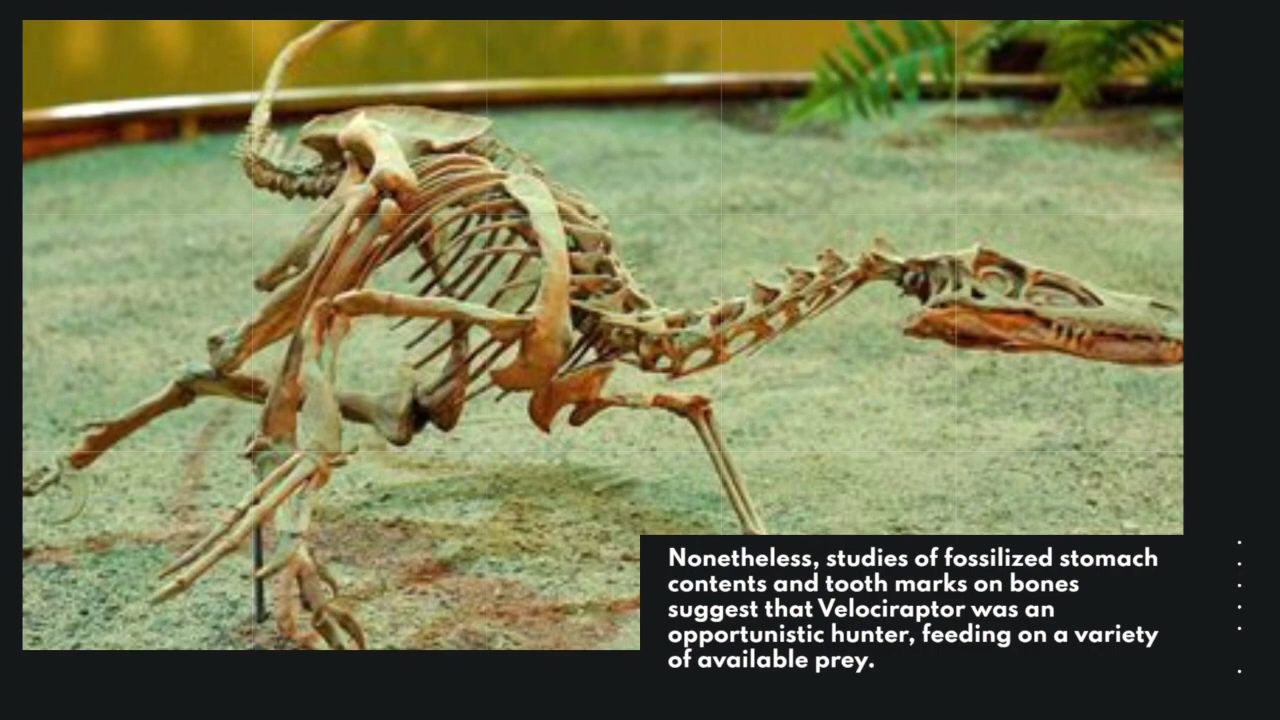 Nonetheless, studies of fossilized stomach
contents and tooth marks on bones
suggest that Velociraptor was an
opportunistic hunter, feeding on a variety
of available prey.